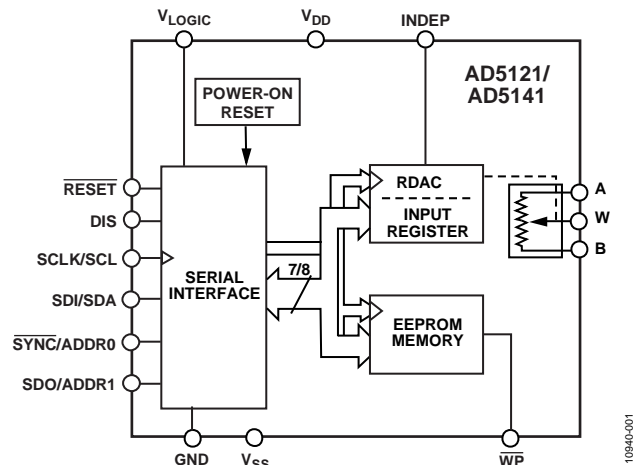 VLOGIC
VDD
INDEP
AD5121/
AD5141
POWER-ON
RESET
RESET
DIS
SCLK/SCL
SDI/SDA
SYNC/ADDR0
SDO/ADDR1
SERIAL
INTERFACE
7/8
RDAC
INPUT
REGISTER
EEPROM
MEMORY
A
W
B
GND
VSS
WP
10940-001